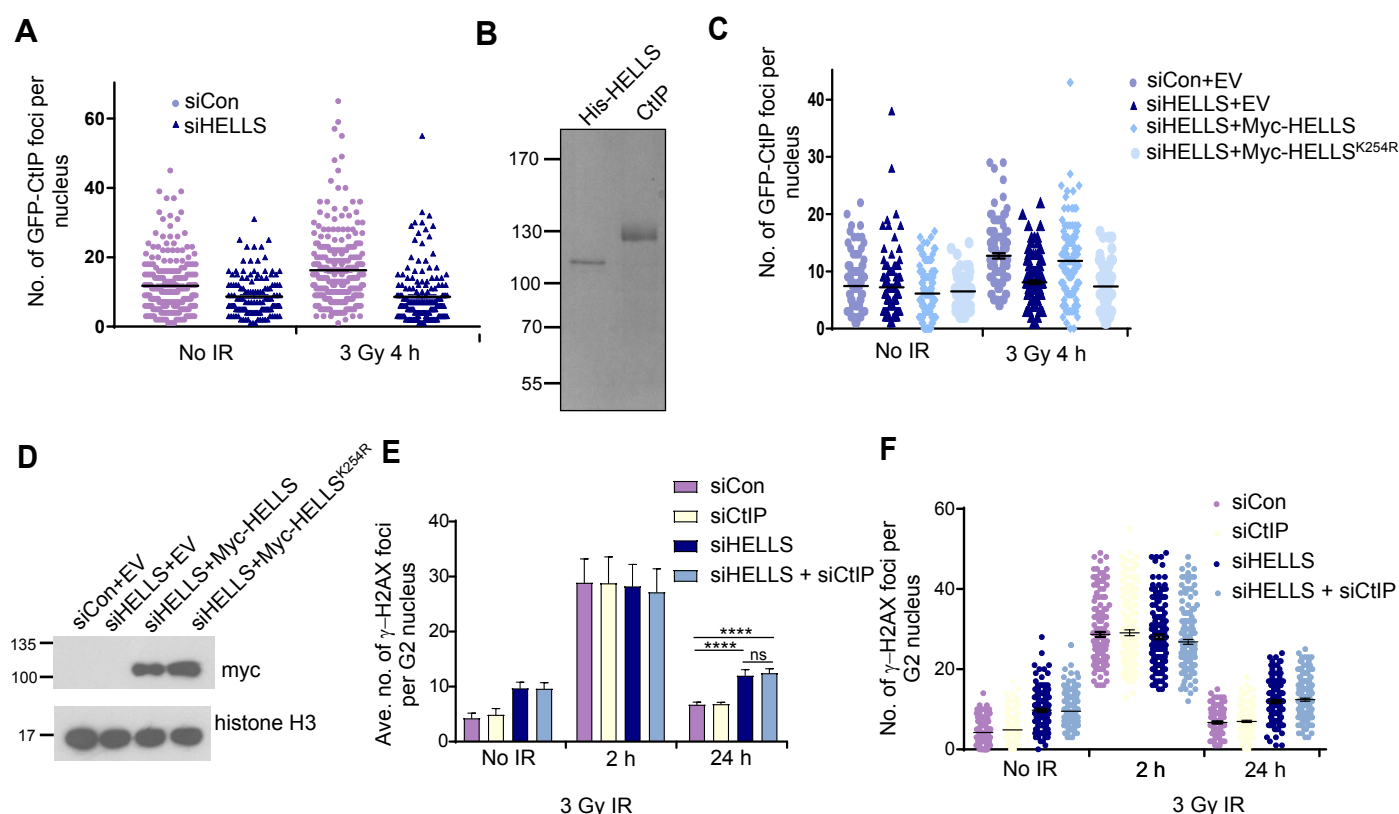 A
No. of GFP-CtIP foci per
nucleus
60
40
20
0
siCon
siHELLS
No IR
3 Gy 4 h
B
His-HELLS
CtIP
170
130
100
70
55
C
No. of GFP-CtIP foci per
nucleus
40
30
20
10
0
siCon+EV
siHELLS+EV
siHELLS+Myc-HELLS
siHELLS+Myc-HELLSK254R
No IR
3 Gy 4 h
D
siCon+EV
siHELLS+EV
siHELLS+Myc-HELLS
siHELLS+Myc-HELLSK254R
135
100
17
myc
histone H3
E
Ave. no. of γ−H2AX foci
per G2 nucleus
40
30
20
10
0
siCon
siCtIP
siHELLS
siHELLS + siCtIP
****
****
ns
No IR
2 h
24 h
3 Gy IR
F
No. of γ−H2AX foci per
G2 nucleus
60
40
20
0
siCon
siCtIP
siHELLS
siHELLS + siCtIP
No IR
2 h
24 h
3 Gy IR